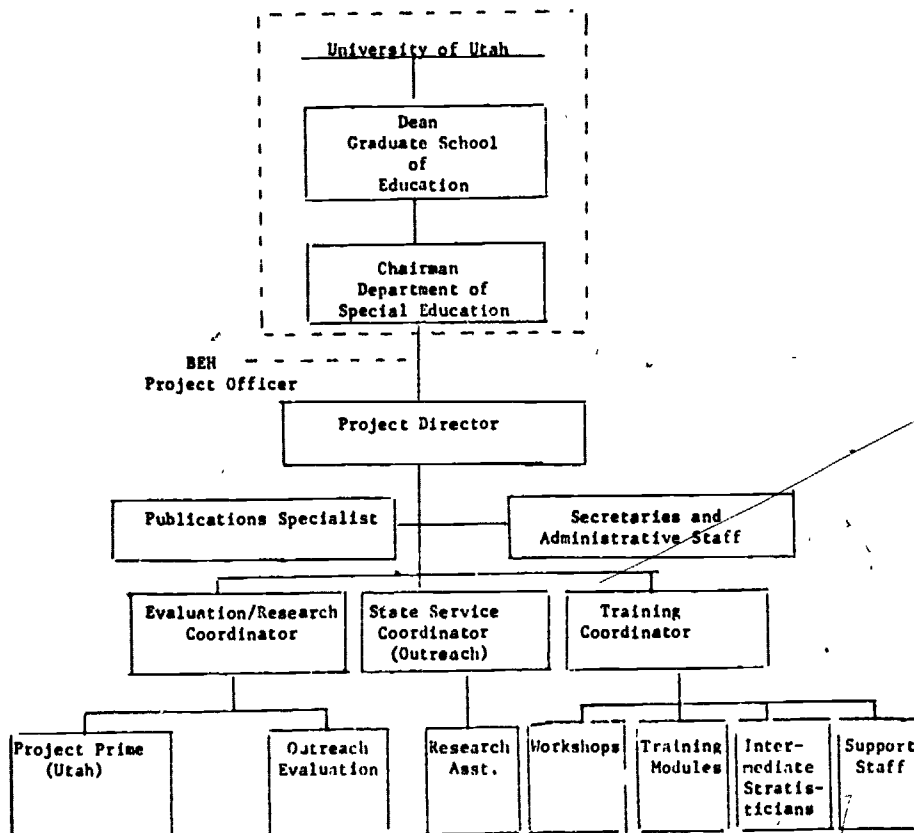 University of Utah
Dean
Graduate School
of
Education
Chairman
Department of
Special Education
BEH
Project Officer
Project Director
Publications Specialist
Secretaries and
Administrative Staff
Evaluation/Research
Coordinator
State Service
Coordinator
(Outreach)
Training
Coordinator
Project Prime
(Utah)
Outreach
Evaluation
Research
Asst.
Workshops
Training
Modules
Inter-
mediate
Stratis-
ticians
Support
Staff